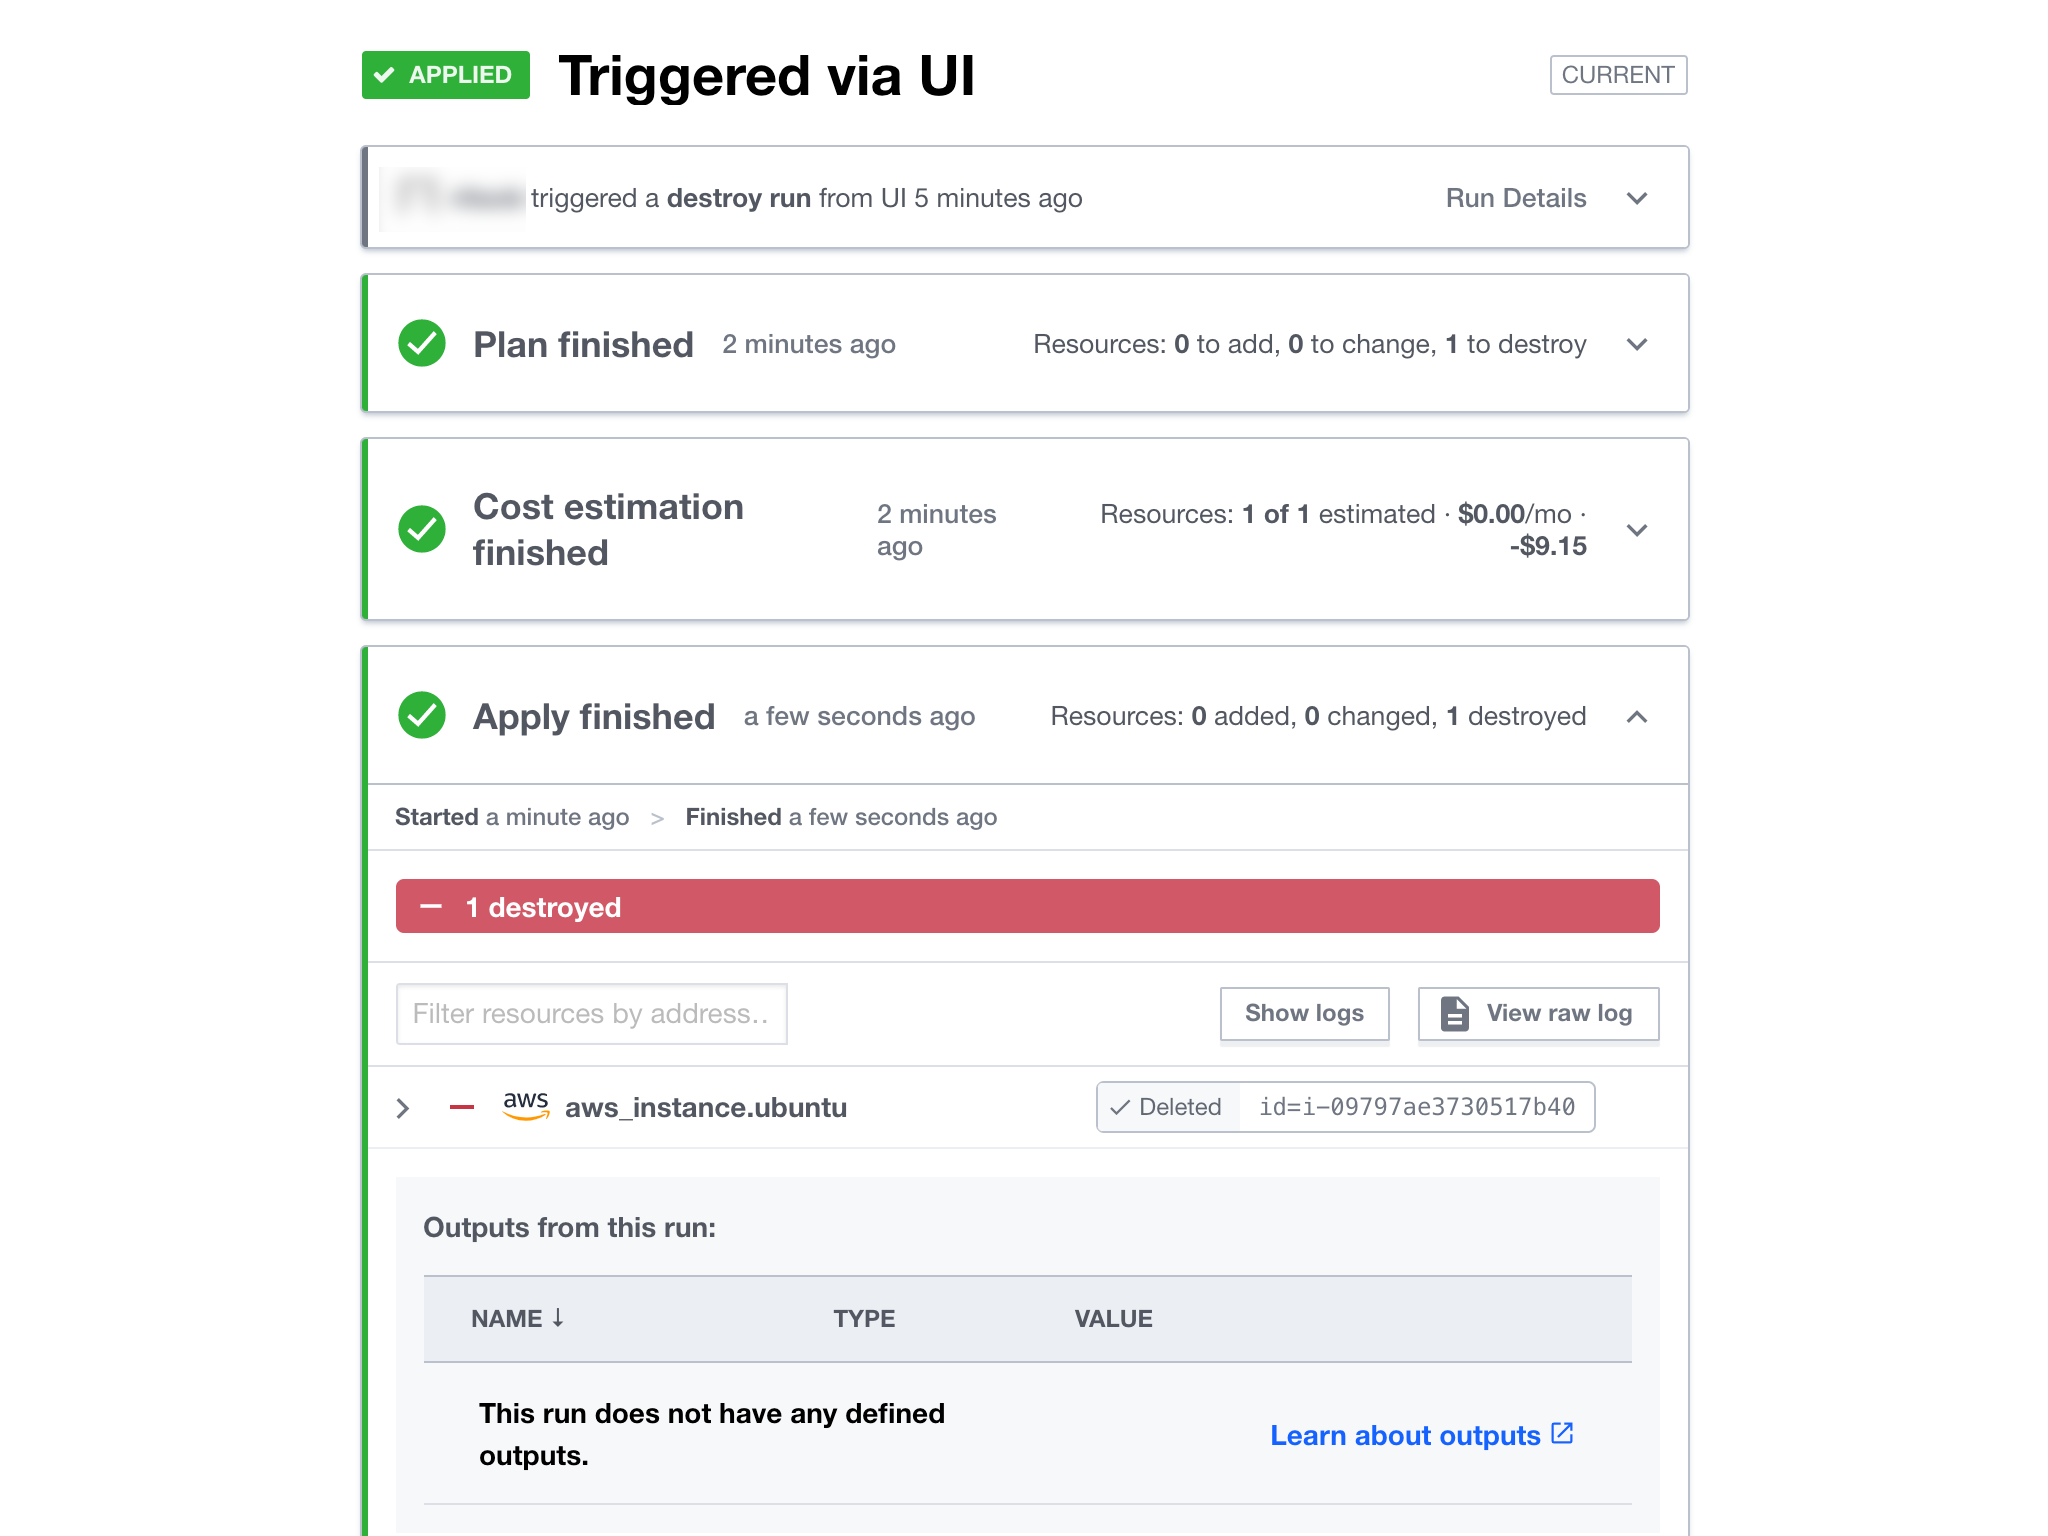 APPLIED Triggered via UI CURRENT
triggered a destroy run from UI 5 minutes ago Run Details
Plan finished 2 minutes ago Resources: 0 to add, 0 to change, 1 to destroy
Cost estimation
finished
2 minutes
ago
Resources: 1 of 1 estimated · $0.00/mo ·
-$9.15
Apply finished a few seconds ago Resources: 0 added, 0 changed, 1 destroyed
Started a minute ago > Finished a few seconds ago
1 destroyed
Filter resources by address.. Show logs View raw log
aws aws_instance.ubuntu Deleted id=i-09797ae3730517b40
Outputs from this run:
NAME ↓ TYPE VALUE
This run does not have any defined
outputs.
Learn about outputs